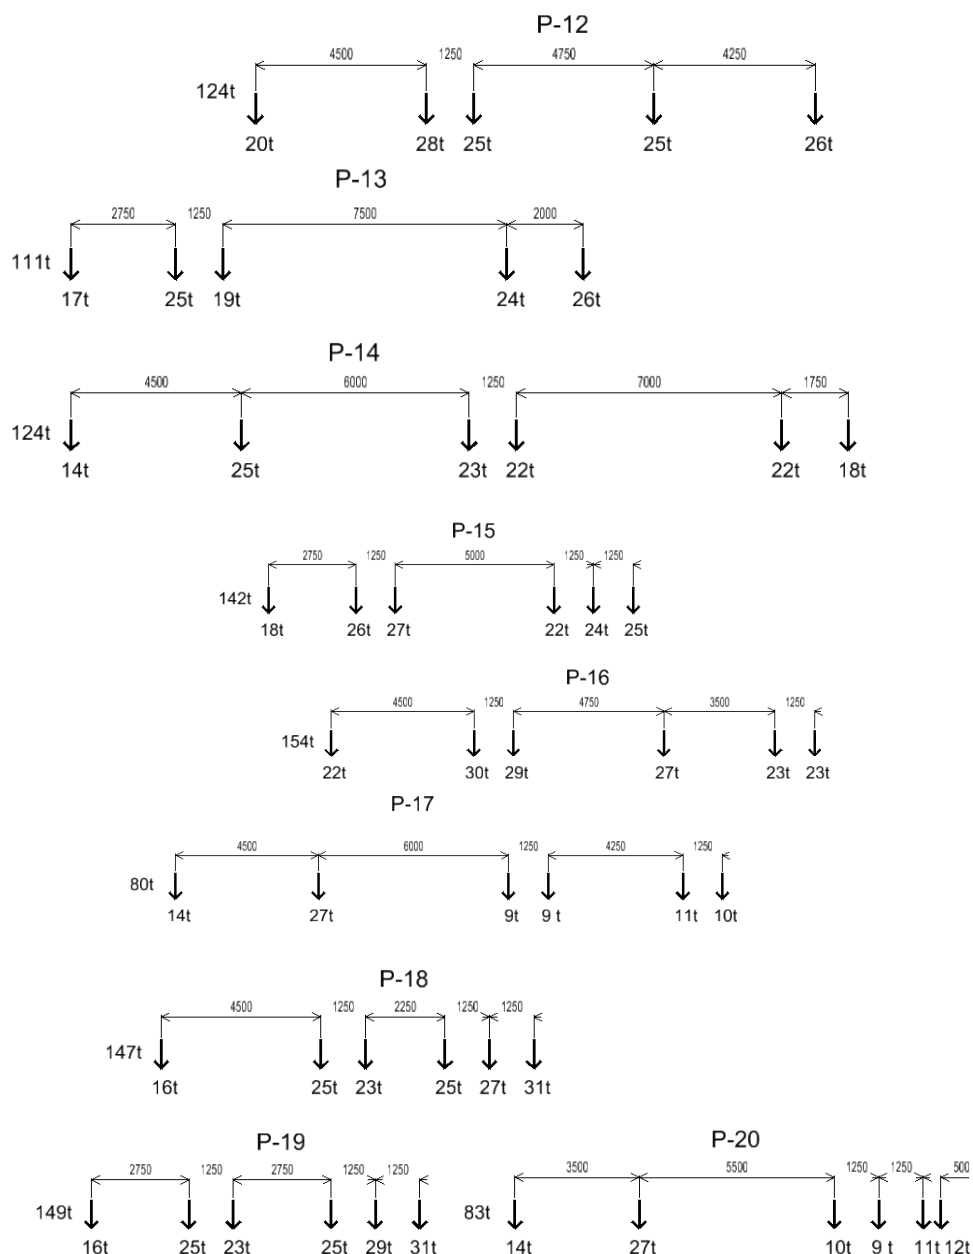 P-12
4500 1250 4750 4250
124t
20t 28t 25t 25t 26t
P-13
2750 1250 7500 2000
111t
17t 25t 19t 24t 26t
P-14
4500 6000 1250 7000 1750
124t
14t 25t 23t 22t 22t 18t
P-15
2750 1250 5000 1250 1250
142t
18t 26t 27t 22t 24t 25t
P-16
4500 1250 4750 3500 1250
154t
22t 30t 29t 27t 23t 23t
P-17
4500 6000 1250 4250 1250
80t
14t 27t 9t 9 t 11t 10t
P-18
4500 1250 2250 1250 1250
147t
16t 25t 23t 25t 27t 31t
P-19
2750 1250 2750 1250 1250
149t
16t 25t 23t 25t 29t 31t
P-20
3500 5500 1250 1250 500
83t
14t 27t 10t 9 t 11t 12t